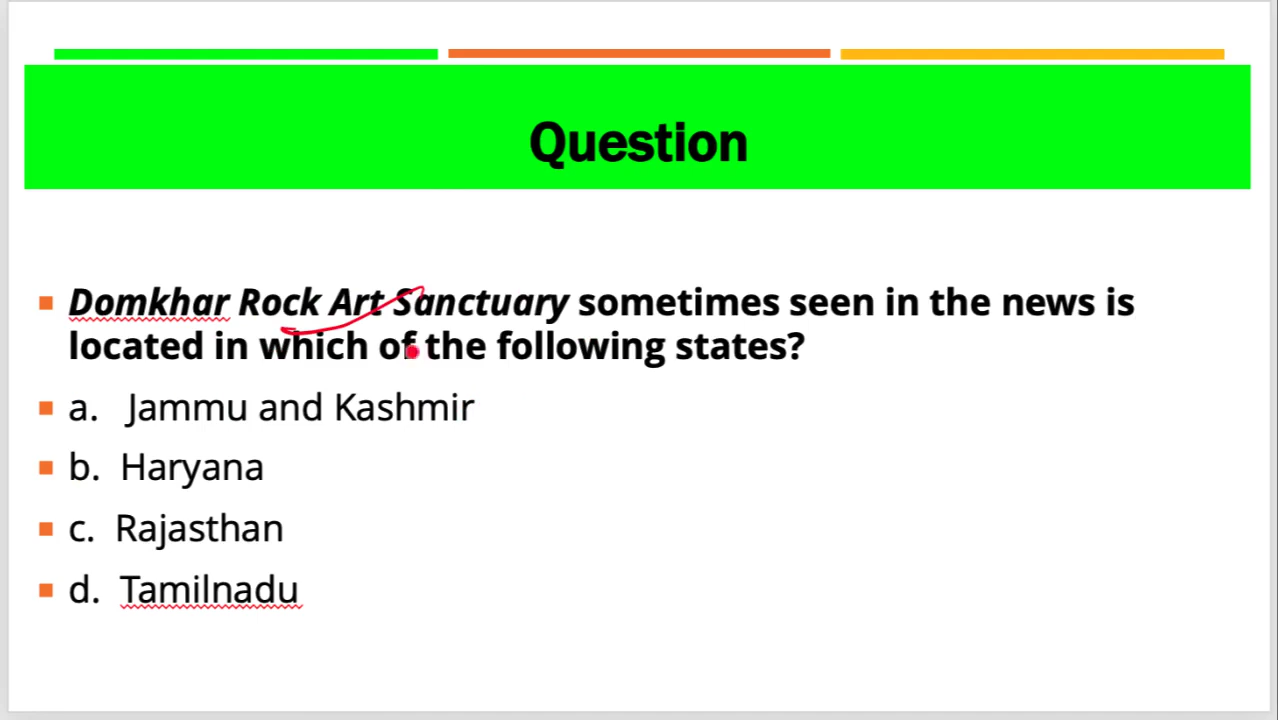 Question
Domkhar Rock Art Sanctuary sometimes seen in the news is
located in which of the following states?
a. Jammu and Kashmir
b. Haryana
c. Rajasthan
d. Tamilnadu